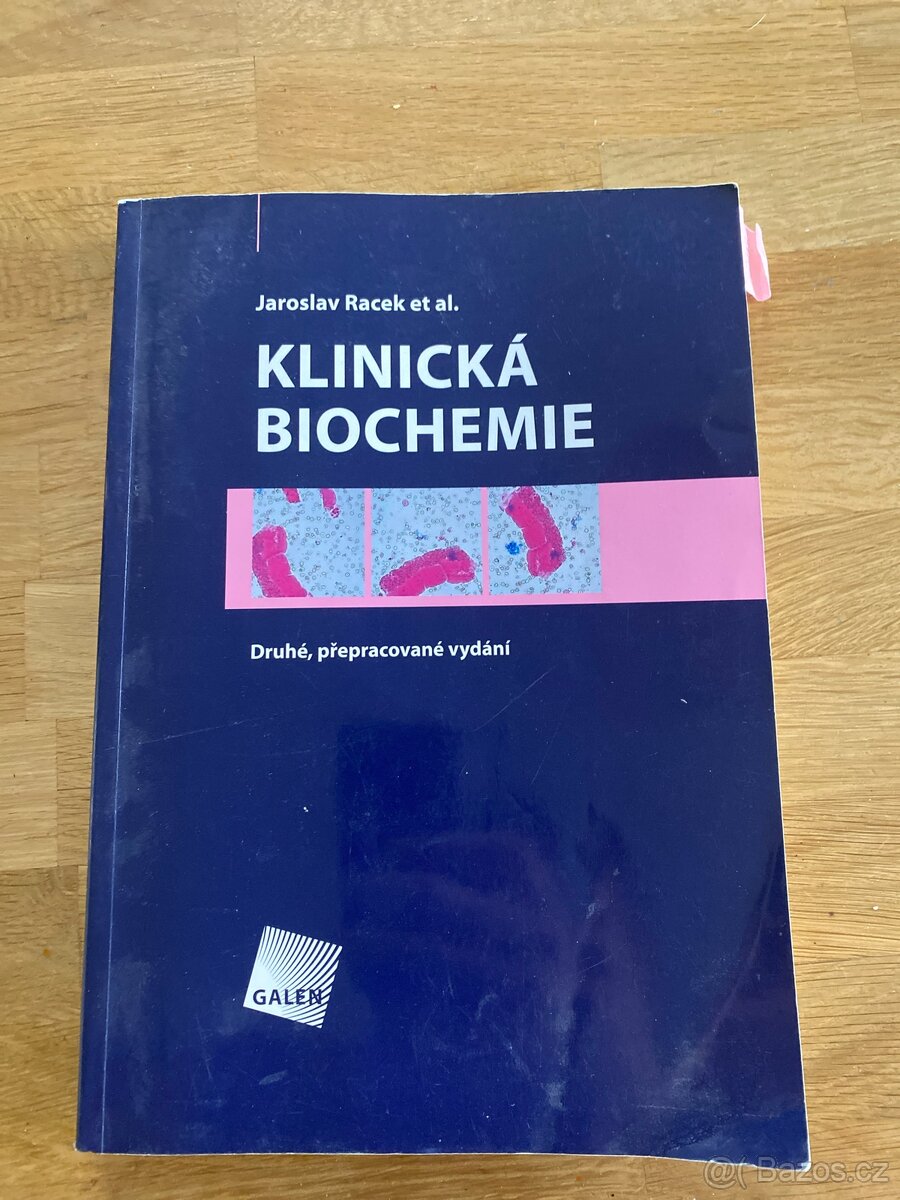 Jaroslav Racek et al.
KLINICKÁ
BIOCHEMIE
Druhé, přepracované vydání
GALEN
@( Bazos.cz